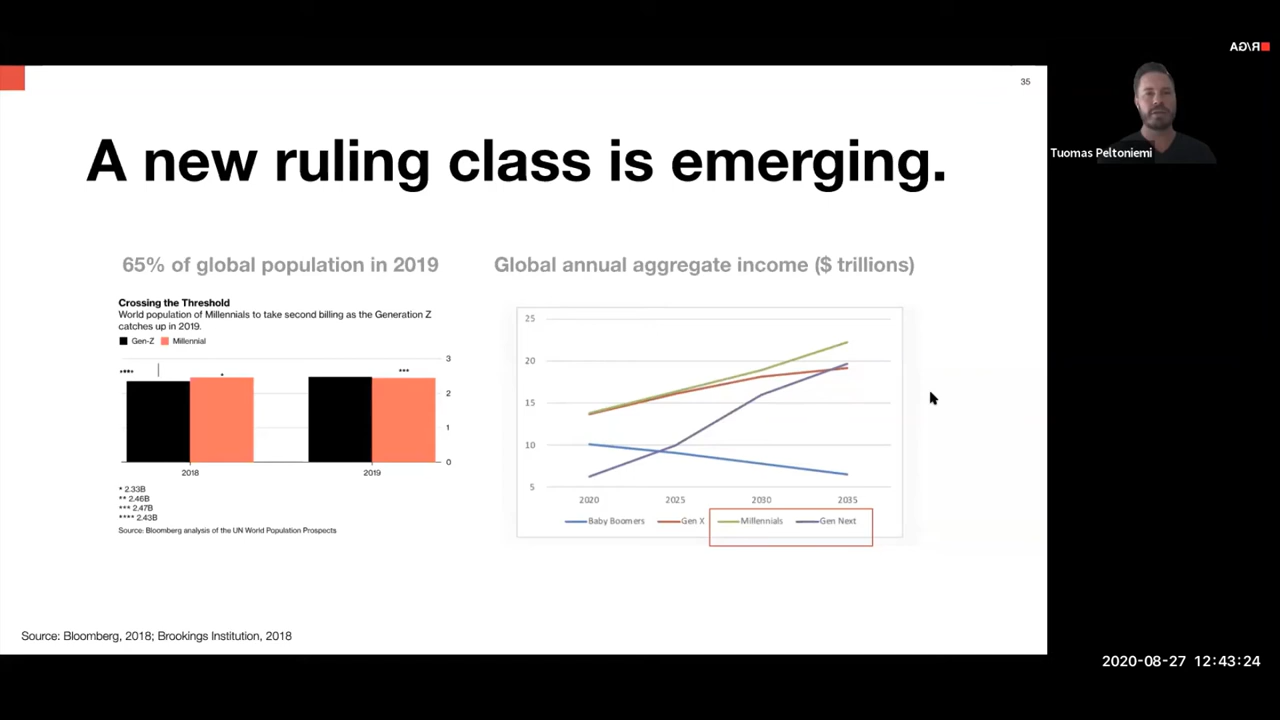 R/GA
35
A new ruling class is emerging.
Tuomas Peltoniemi
65% of global population in 2019
Global annual aggregate income ($ trillions)
Crossing the Threshold
World population of Millennials to take second billing as the Generation Z
catches up in 2019.
Gen-Z Millennial
3
2
1
0
****
*
***
2018 2019
* 2.33B
** 2.46B
*** 2.47B
**** 2.43B
Source: Bloomberg analysis of the UN World Population Prospects
25
20
15
10
5
2020 2025 2030 2035
Baby Boomers Gen X Millennials Gen Next
Source: Bloomberg, 2018; Brookings Institution, 2018
2020-08-27 12:43:24